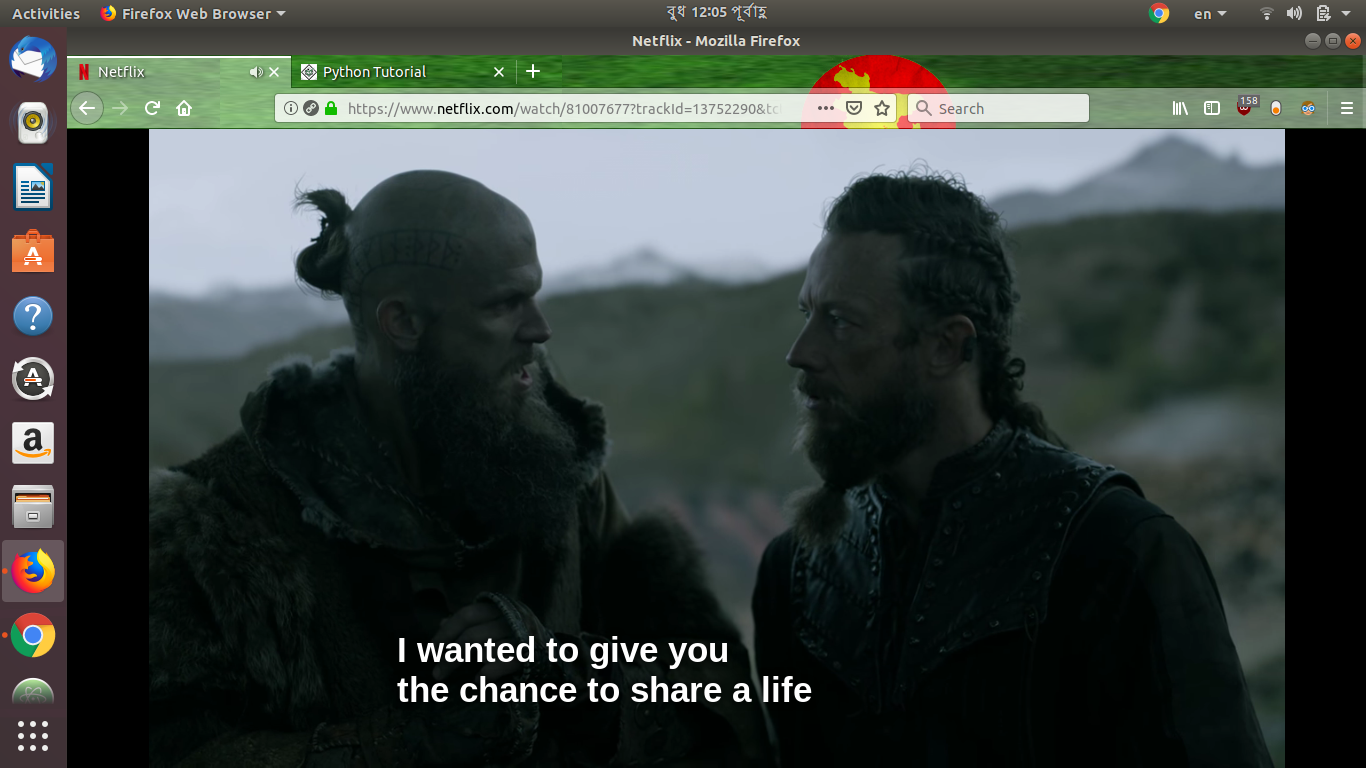 Activities
Firefox Web Browser
বুধ 12:05 পূর্বাহ্ণ
en
Netflix - Mozilla Firefox
Netflix
Python Tutorial
https://www.netflix.com/watch/81007677?trackId=13752290&tc
Search
158
I wanted to give you
the chance to share a life